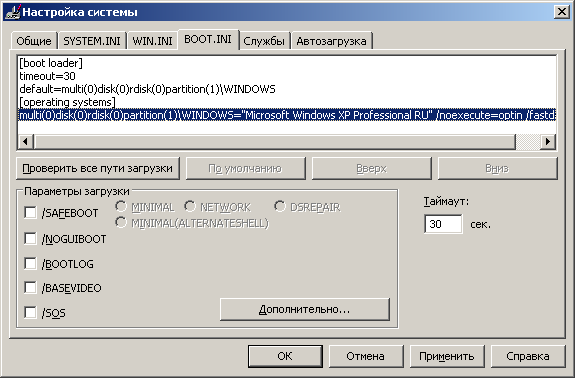 Настройка системы
Общие SYSTEM.INI WIN.INI BOOT.INI Службы Автозагрузка
[boot loader]
timeout=30
default=multi(0)disk(0)rdisk(0)partition(1)\WINDOWS
[operating systems]
multi(0)disk(0)rdisk(0)partition(1)\WINDOWS="Microsoft Windows XP Professional RU" /noexecute=optin /fastd
Проверить все пути загрузки По умолчанию Вверх Вниз
Параметры загрузки
/SAFEBOOT MINIMAL NETWORK DSREPAIR
MINIMAL(ALTERNATESHELL)
/NOGUIBOOT
/BOOTLOG
/BASEVIDEO
/SOS
Дополнительно...
Таймаут:
30 сек.
OK Отмена Применить Справка